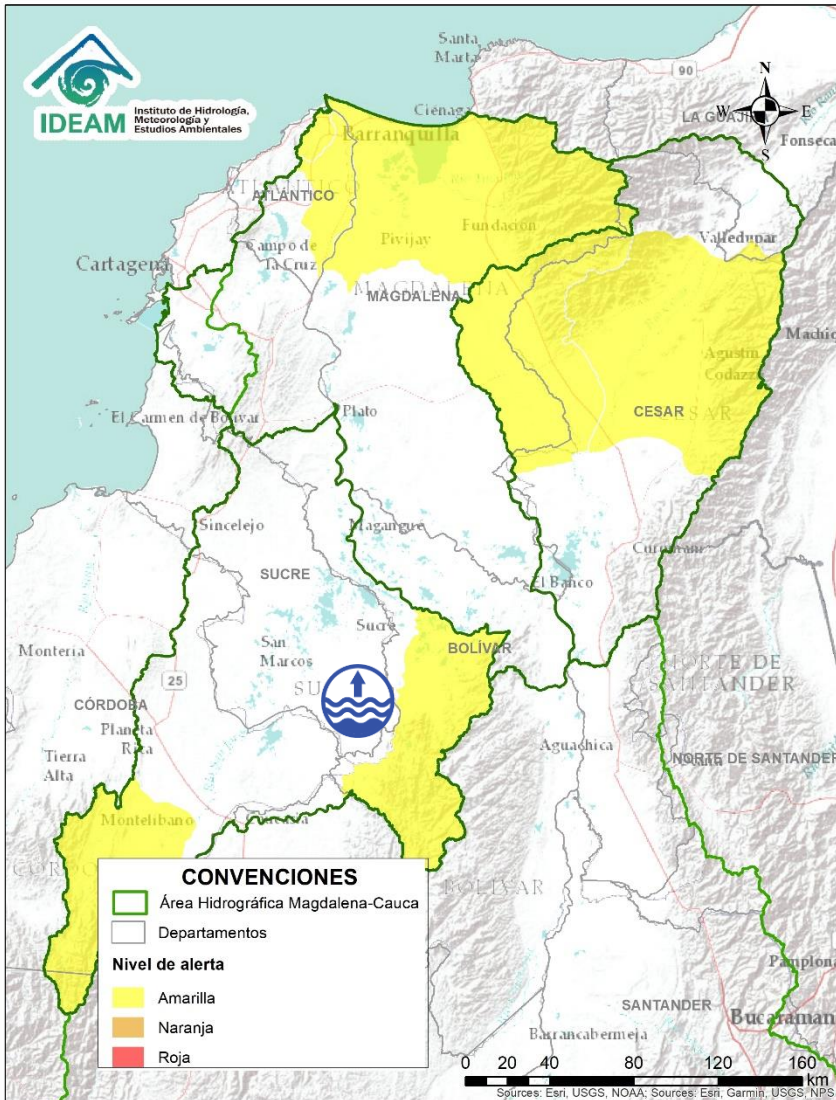 IDEAM
Instituto de Hidrología,
Meteorología y
Estudios Ambientales
Santa
Marta
90
N
W
E
S
LA GUAJI
Ciénaga
Fonseca
Barranquilla
ATLÁNTICO
Valledupar
Pivijay
Fundación
Campo de
La Cruz
Cartagena
MAGDALENA
Machiq
Agustín
Codazzi
CESAR
El Carmen de Bolívar
Plato
Sincelejo
Magangué
Curumaní
SUCRE
El Banco
Sucre
BOLÍVAR
San
Marcos
Montería
NORTE DE
SANTANDER
25
CÓRDOBA
Planeta
Rica
Aguachica
NORTE DE SANTANDER
Tierra
Alta
Montelíbano
BOLÍVAR
CONVENCIONES
Área Hidrográfica Magdalena-Cauca
Departamentos
Nivel de alerta
Amarilla
Naranja
Roja
Pamplona
SANTANDER
Bucaraman
Barrancabermeja
0 20 40 80 120 160
km
Sources: Esri, USGS, NOAA; Sources: Esri, Garmin, USGS, NPS